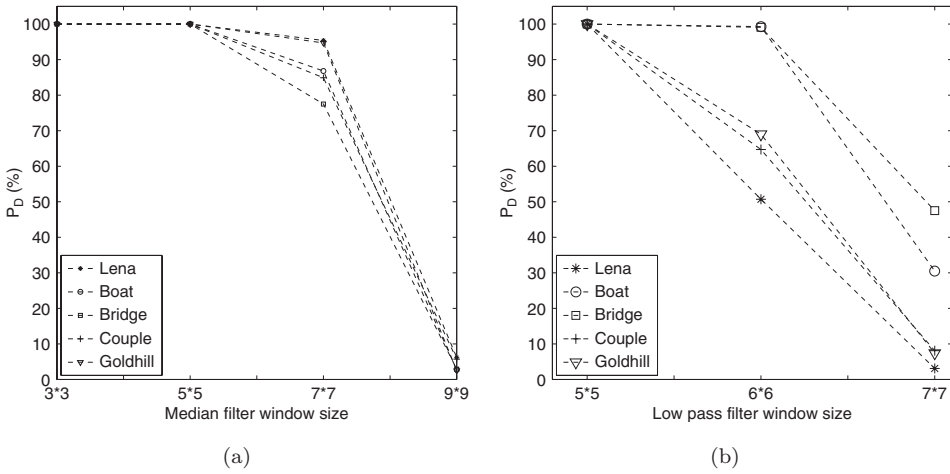 100
90
80
70
60
50
40
30
20
10
0
P_D (%)
Lena
Boat
Bridge
Couple
Goldhill
3*3 5*5 7*7 9*9
Median filter window size
(a)
100
90
80
70
60
50
40
30
20
10
0
P_D (%)
Lena
Boat
Bridge
Couple
Goldhill
5*5 6*6 7*7
Low pass filter window size
(b)